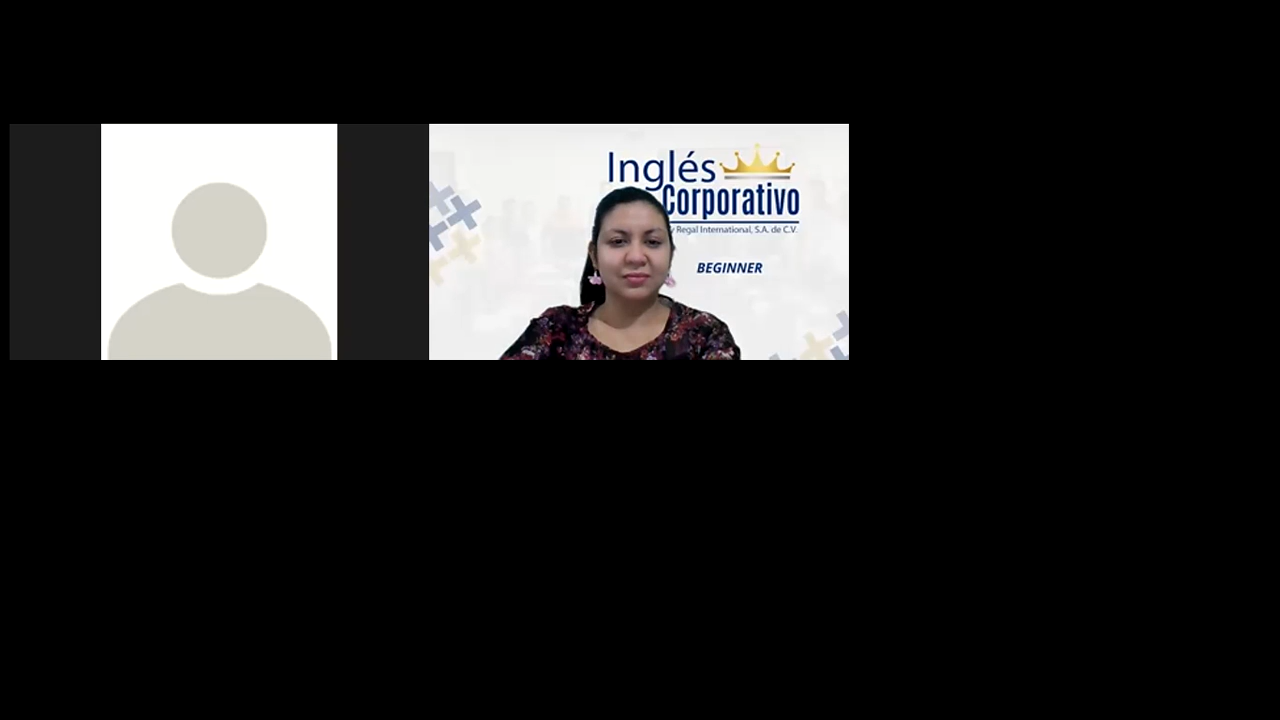 Inglés
Corporativo
y Regal International, S.A. de C.V.
BEGINNER